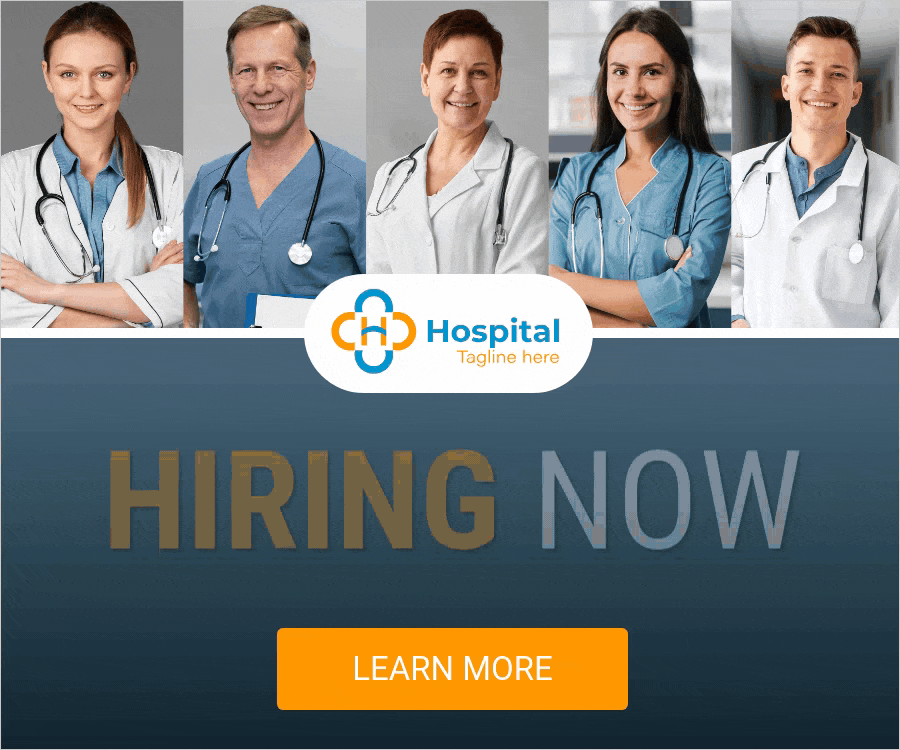 H
Hospital
Tagline here
HIRING NOW
LEARN MORE